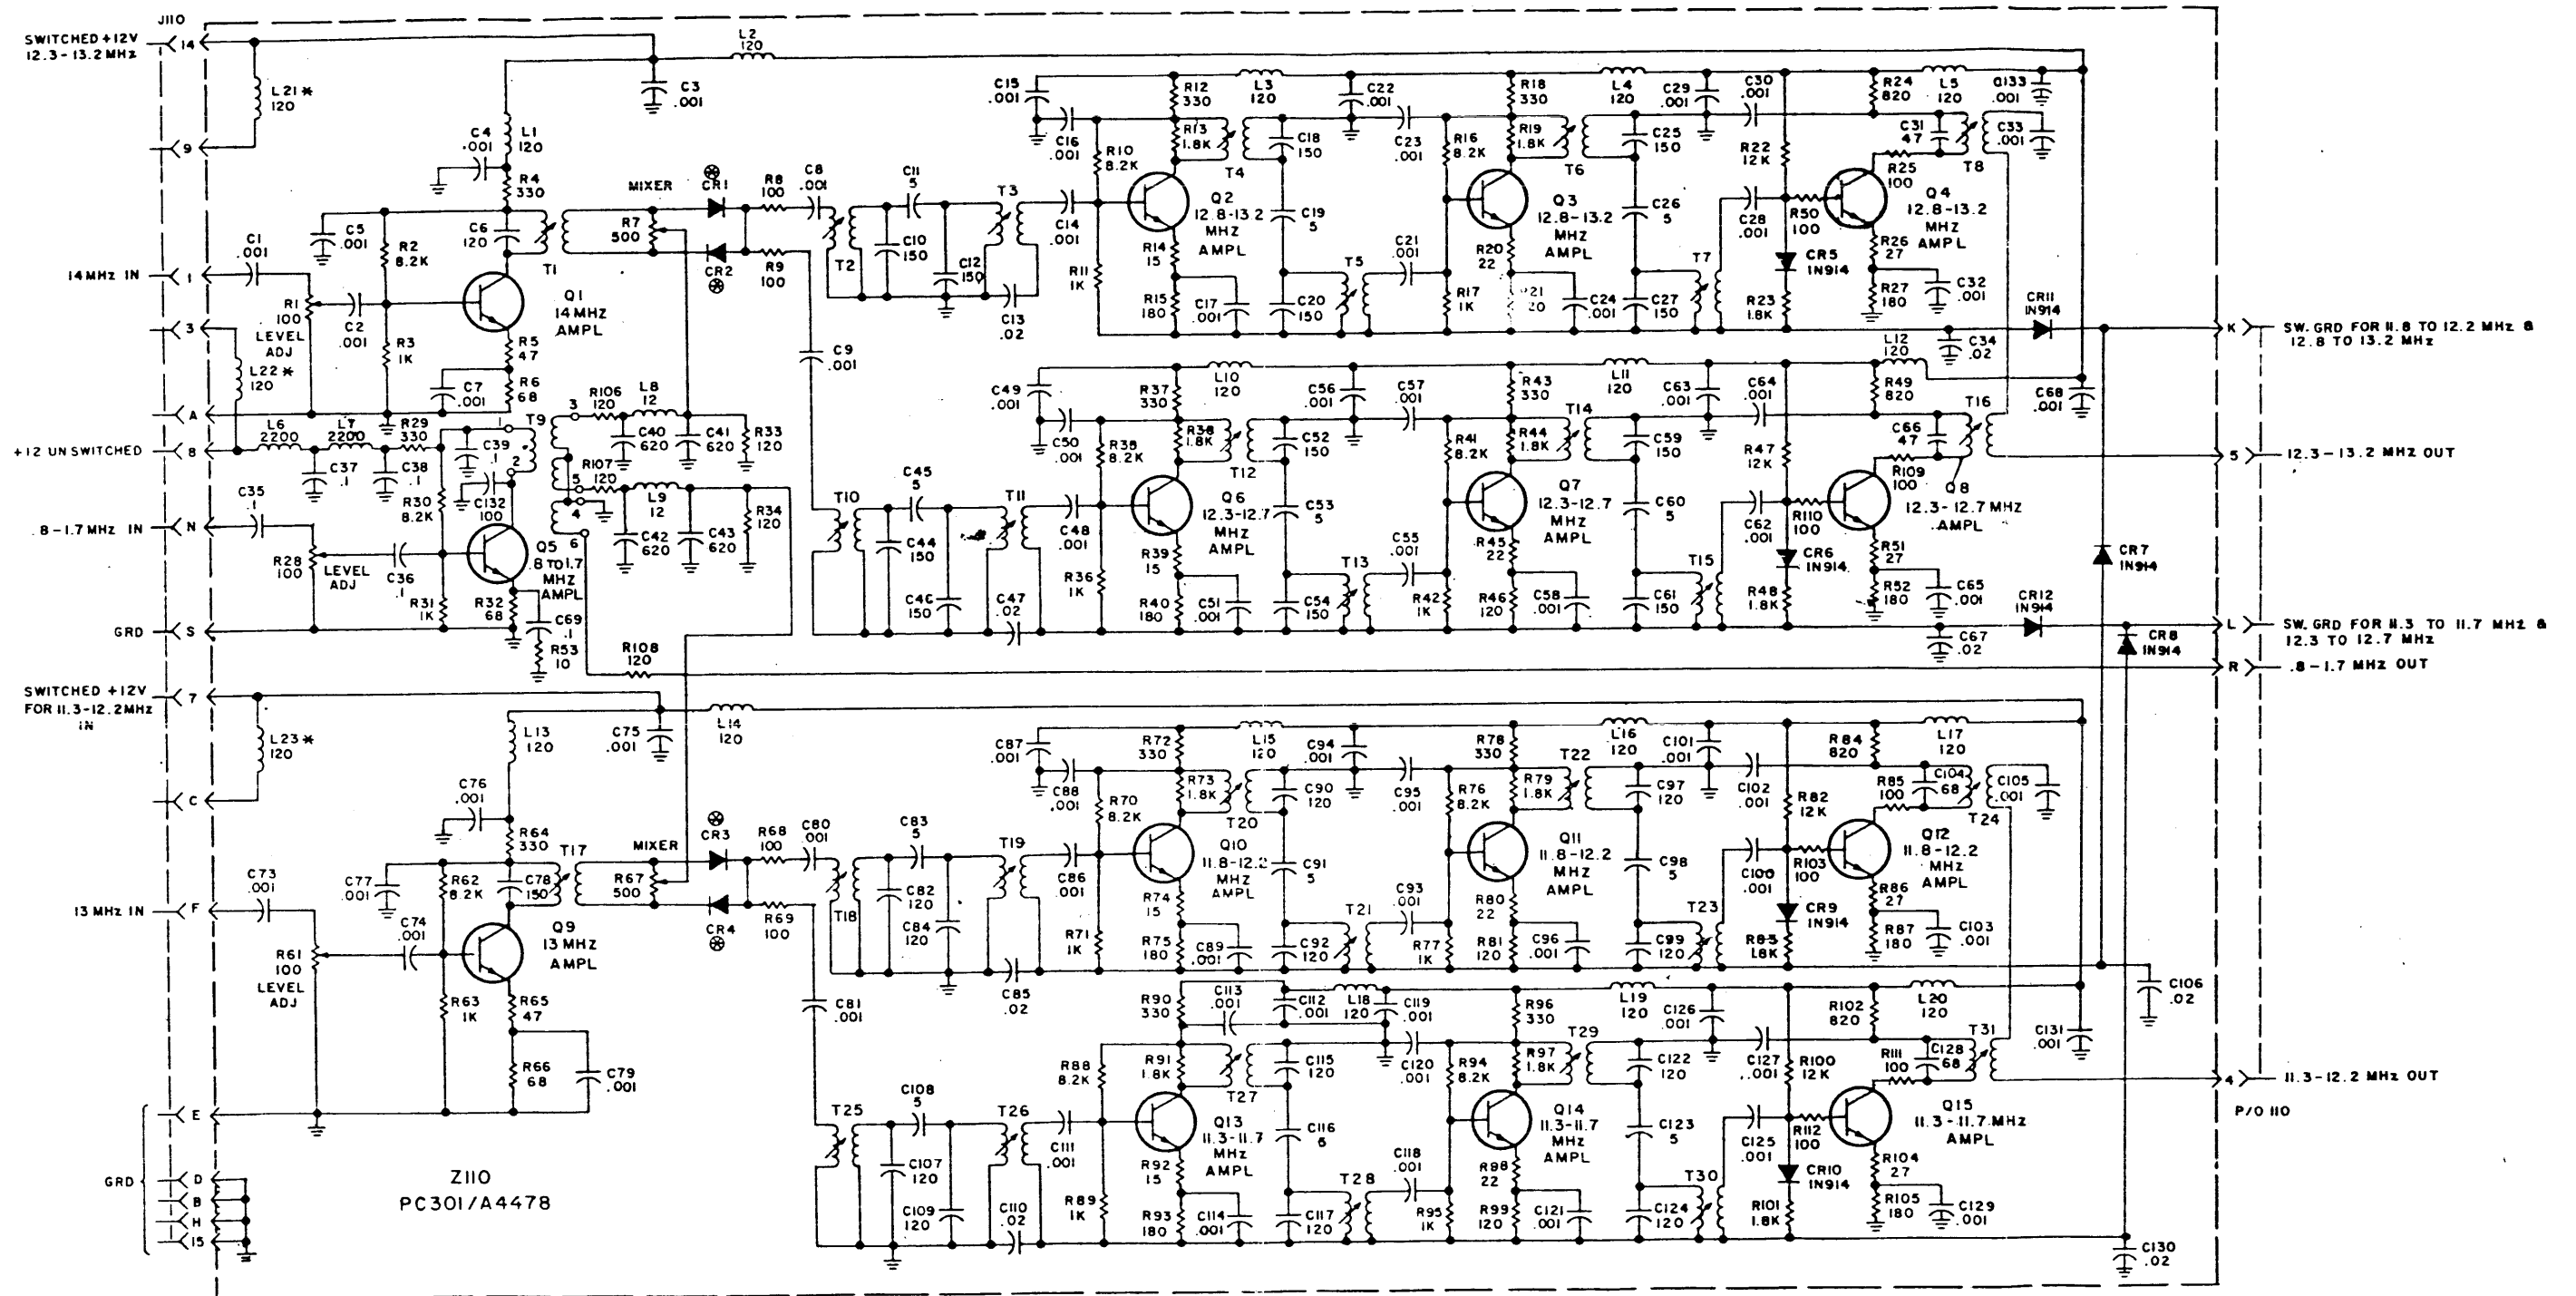 J110
SWITCHED +12V
12.3-13.2 MHz
14
L21*
120
9
L2
120
C3
.001
C4
.001
L1
120
R4
330
C5
.001
R2
8.2K
C6
120
T1
C1
.001
14MHz IN
1
R1
100
LEVEL
ADJ
C2
.001
R3
1K
Q1
14MHZ
AMPL
R5
47
R6
68
C7
.001
3
L22*
120
A
MIXER
R7
500
CR1
CR2
R8
100
R9
100
C8
.001
T2
C10
150
C11
5
C12
150
T3
C13
.02
C9
.001
C14
.001
C15
.001
C16
.001
R10
8.2K
R11
1K
R12
330
R13
1.8K
L3
120
T4
Q2
12.8-13.2
MHz
AMPL
R14
15
R15
180
C17
.001
C18
150
C19
5
C20
150
C22
.001
C23
.001
T5
C21
.001
R16
8.2K
R17
1K
R18
330
R19
1.8K
L4
120
T6
Q3
12.8-13.2
MHz
AMPL
R20
22
R21
C24
.001
C25
150
C26
5
C27
150
C29
.001
C30
.001
T7
C28
.001
R22
12K
R50
100
CR5
IN914
R23
1.8K
R24
820
L5
120
C31
47
Q133
.001
C33
.001
T8
R25
100
Q4
12.8-13.2
MHz
AMPL
R26
27
R27
180
C32
.001
CR11
IN914
C34
.02
K
SW. GRD FOR 11.8 TO 12.2 MHz &
12.8 TO 13.2 MHz
+12 UNSWITCHED
8
L6
2200
L7
2200
R29
330
C37
.1
C38
.1
C39
.1
1
2
T9
3
5
4
6
R106
120
L8
12
C40
620
C41
620
R33
120
R107
120
L9
12
C42
620
C43
620
R34
120
C132
100
R30
8.2K
C35
.1
.8-1.7 MHz IN
N
R28
100
LEVEL
ADJ
C36
.1
R31
1K
Q5
.8 TO 1.7
MHz
AMPL
R32
68
C69
.1
R53
10
GRD
S
R108
120
T10
C44
150
C45
5
C46
150
T11
C47
.02
C48
.001
C49
.001
C50
.001
R35
8.2K
R36
1K
R37
330
R38
1.8K
L10
120
T12
Q6
12.3-12.7
MHz
AMPL
R39
15
R40
180
C51
.001
C52
150
C53
5
C54
150
C56
.001
C57
.001
T13
C55
.001
R41
8.2K
R42
1K
R43
330
R44
1.8K
L11
120
T14
Q7
12.3-12.7
MHz
AMPL
R45
22
R46
120
C58
.001
C59
150
C60
5
C61
150
C63
.001
C64
.001
T15
C62
.001
R47
12K
R110
100
CR6
IN914
R48
1.8K
L12
120
R49
820
C66
47
T16
R109
100
Q8
12.3-12.7 MHz
AMPL
R51
27
R52
180
C65
.001
C68
.001
5
12.3-13.2 MHz OUT
CR7
IN914
CR12
IN914
C67
.02
CR8
IN914
L
SW. GRD FOR 11.3 TO 11.7 MHz &
12.3 TO 12.7 MHz
R
.8-1.7 MHz OUT
SWITCHED +12V
FOR 11.3-12.2MHz
IN
7
L23*
120
C
L13
120
L14
120
C75
.001
C76
.001
R64
330
C77
.001
R62
8.2K
C78
150
T17
C73
.001
13 MHz IN
F
C74
.001
R61
100
LEVEL
ADJ
R63
1K
Q9
13 MHz
AMPL
R65
47
R66
68
C79
.001
MIXER
R67
500
CR3
CR4
R68
100
R69
100
C80
.001
T18
C82
120
C83
5
C84
120
T19
C85
.02
C81
.001
C86
.001
C87
.001
C88
.001
R70
8.2K
R71
1K
R72
330
R73
1.8K
L15
120
T20
Q10
11.8-12.2
MHz
AMPL
R74
15
R75
180
C89
.001
C90
120
C91
5
C92
120
C94
.001
C95
.001
T21
C93
.001
R76
8.2K
R77
1K
R78
330
R79
1.8K
L16
120
T22
Q11
11.8-12.2
MHz
AMPL
R80
22
R81
120
C96
.001
C97
120
C98
5
C99
120
C101
.001
C102
.001
T23
C100
.001
R82
12K
R103
100
CR9
IN914
R83
1.8K
R84
820
L17
120
R85
100
C104
68
C105
.001
T24
Q12
11.8-12.2
MHz
AMPL
R86
27
R87
180
C103
.001
C106
.02
E
GRD
D
B
H
15
Z110
PC301/A4478
T25
C107
120
C108
5
C109
120
T26
C110
.02
C111
.001
R88
8.2K
R89
1K
R90
330
C113
.001
C112
.001
L18
120
C119
.001
R91
1.8K
T27
Q13
11.3-11.7
MHz
AMPL
R92
15
R93
180
C114
.001
C115
120
C116
5
C117
120
C120
.001
T28
C118
.001
R94
8.2K
R95
1K
R96
330
R97
1.8K
L19
120
T29
Q14
11.3-11.7
MHz
AMPL
R98
22
R99
120
C121
.001
C122
120
C123
5
C124
120
C126
.001
C127
.001
T30
C125
.001
R100
12K
R112
100
CR10
IN914
R101
1.8K
R102
820
L20
120
R111
100
C128
68
T31
Q15
11.3-11.7 MHz
AMPL
R104
27
R105
180
C129
.001
C131
.001
C130
.02
4
11.3-12.2 MHz OUT
P/O 110